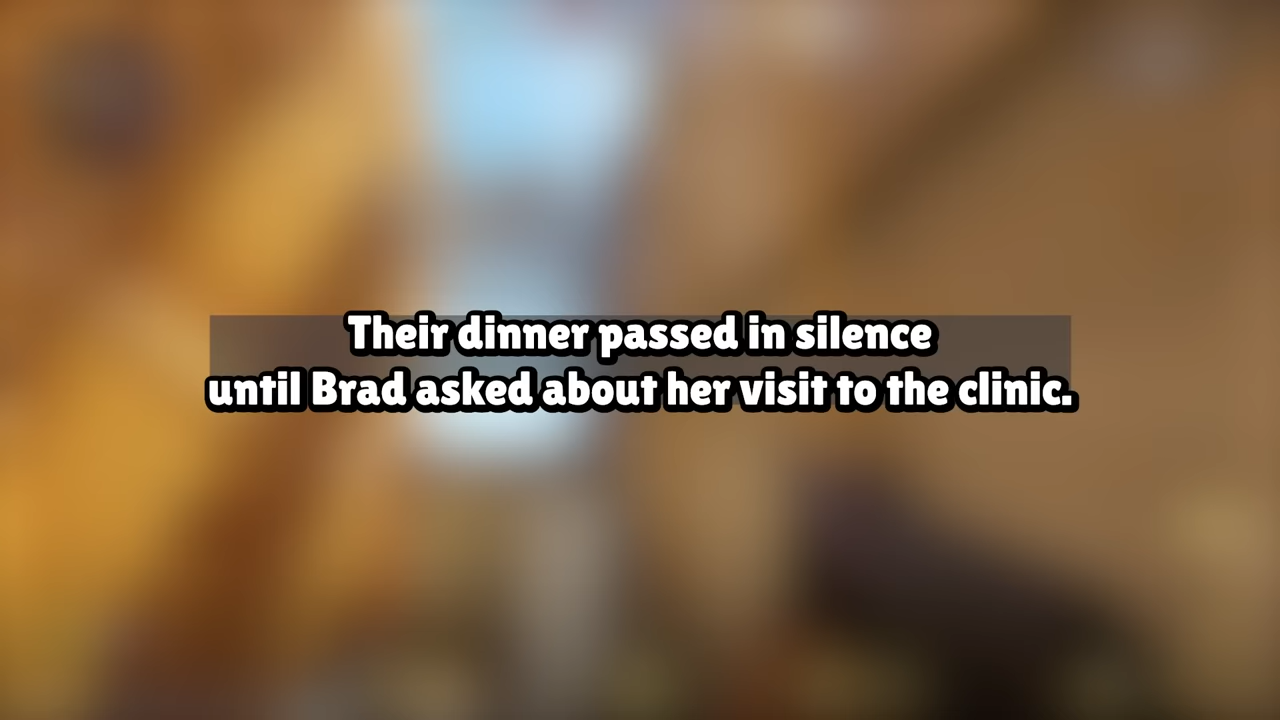 Their dinner passed in silence
until Brad asked about her visit to the clinic.